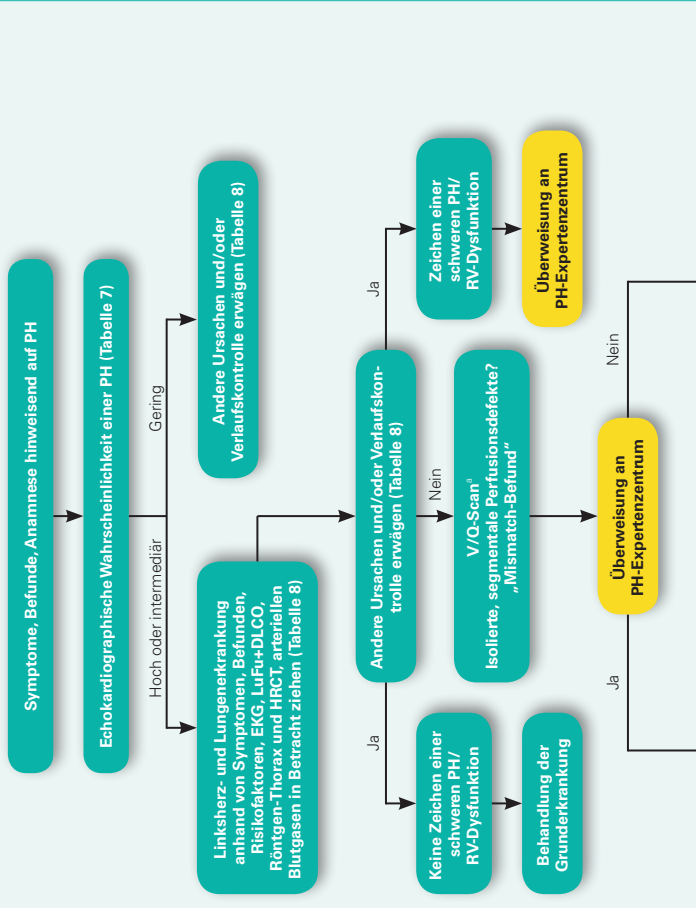 Symptome, Befunde, Anamnese hinweisend auf PH
Echokardiographische Wahrscheinlichkeit einer PH (Tabelle 7)
Hoch oder intermediär
Gering
Linksherz- und Lungenerkrankung
anhand von Symptomen, Befunden,
Risikofaktoren, EKG, LuFu+DLCO,
Röntgen-Thorax und HRCT, arteriellen
Blutgasen in Betracht ziehen (Tabelle 8)
Andere Ursachen und/oder
Verlaufskontrolle erwägen (Tabelle 8)
Andere Ursachen und/oder Verlaufskon-
trolle erwägen (Tabelle 8)
Ja
Nein
Ja
Keine Zeichen einer
schweren PH/
RV-Dysfunktion
V/Q-Scanª
Isolierte, segmentale Perfusionsdefekte?
„Mismatch-Befund“
Zeichen einer
schweren PH/
RV-Dysfunktion
Behandlung der
Grunderkrankung
Überweisung an
PH-Expertenzentrum
Überweisung an
PH-Expertenzentrum
Ja
Nein